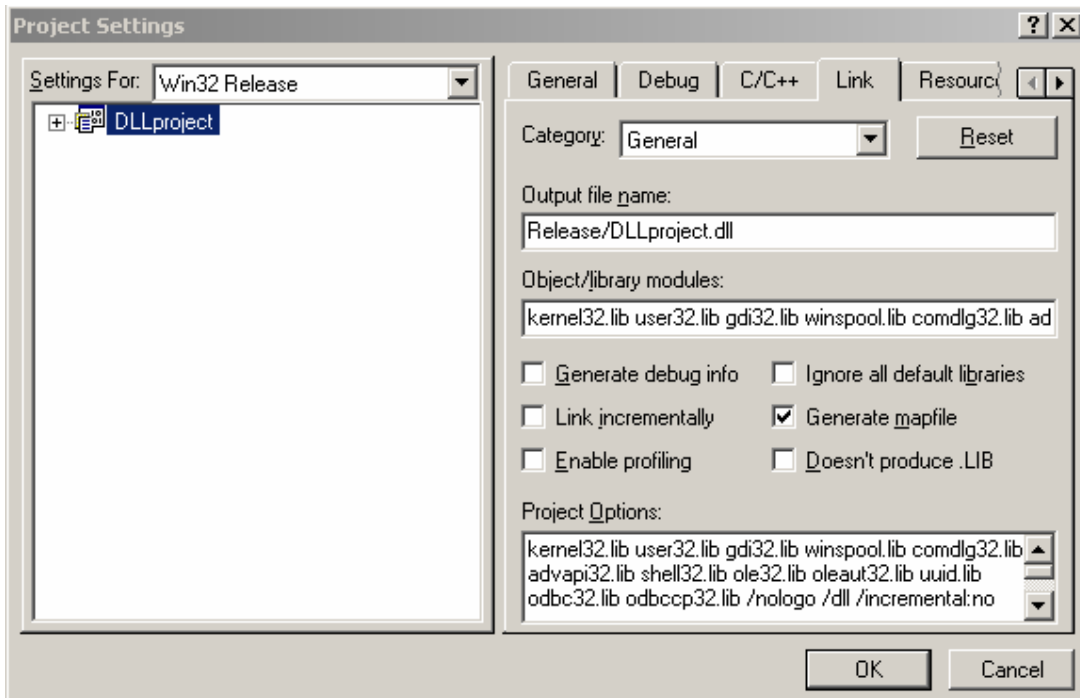 Project Settings
Settings For: Win32 Release
DLLproject
General Debug C/C++ Link Resourc
Category: General Reset
Output file name:
Release/DLLproject.dll
Object/library modules:
kernel32.lib user32.lib gdi32.lib winspool.lib comdlg32.lib ad
Generate debug info Ignore all default libraries
Link incrementally Generate mapfile
Enable profiling Doesn't produce .LIB
Project Options:
kernel32.lib user32.lib gdi32.lib winspool.lib comdlg32.lib
advapi32.lib shell32.lib ole32.lib oleaut32.lib uuid.lib
odbc32.lib odbccp32.lib /nologo /dll /incremental:no
OK Cancel